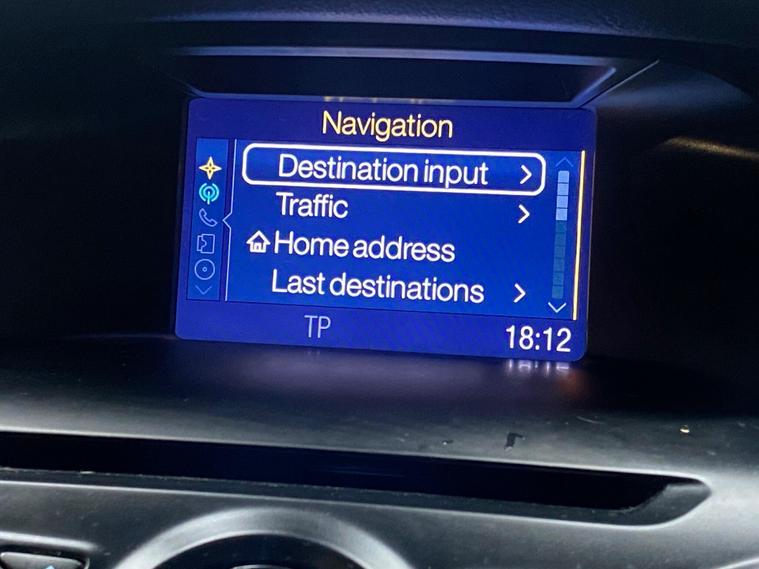 Navigation
Destination input
Traffic
Home address
Last destinations
TP 18:12